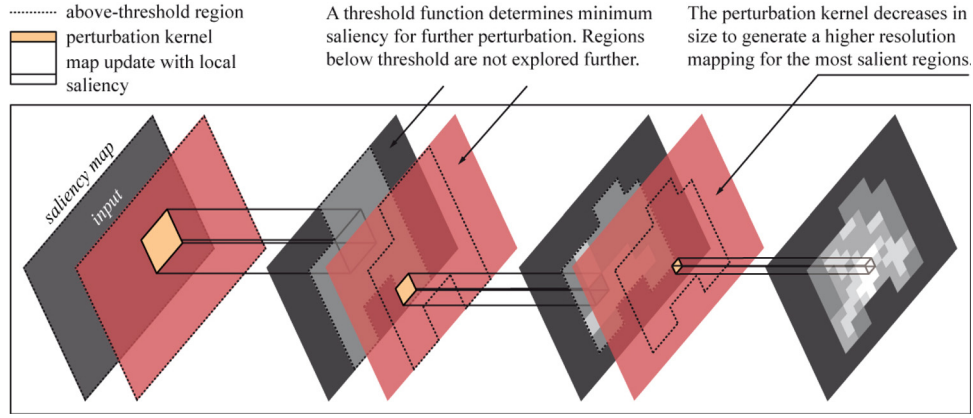 above-threshold region
perturbation kernel
map update with local
saliency
A threshold function determines minimum
saliency for further perturbation. Regions
below threshold are not explored further.
The perturbation kernel decreases in
size to generate a higher resolution
mapping for the most salient regions.
saliency map
input